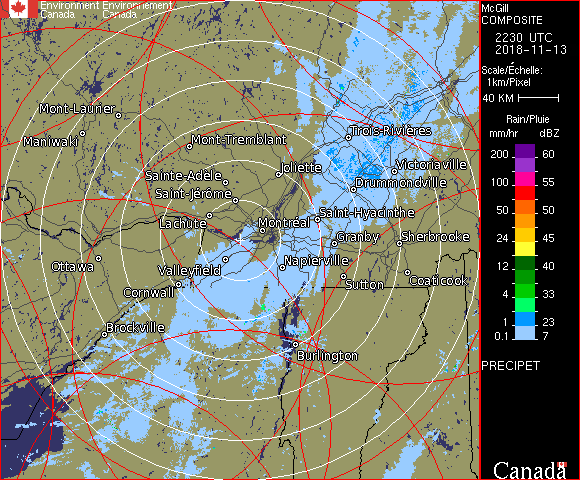 Environment Environnement
Canada Canada
McGill
COMPOSITE
2230 UTC
2018-11-13
Scale/Échelle:
1km/Pixel
40 KM
Rain/Pluie
mm/hr dBZ
200 60
55
100 55
50 50
24 45
12 40
4 33
1 23
0.1 7
PRECIPET
Canada
Mont-Laurier
Maniwaki
Mont-Tremblant
Trois-Rivières
Joliette
Victoriaville
Sainte-Adèle
Drummondville
Saint-Jérôme
Saint-Hyacinthe
Lachute
Montréal
Granby
Sherbrooke
Ottawa
Valleyfield
Napierville
Sutton
Coaticook
Cornwall
Brockville
Burlington